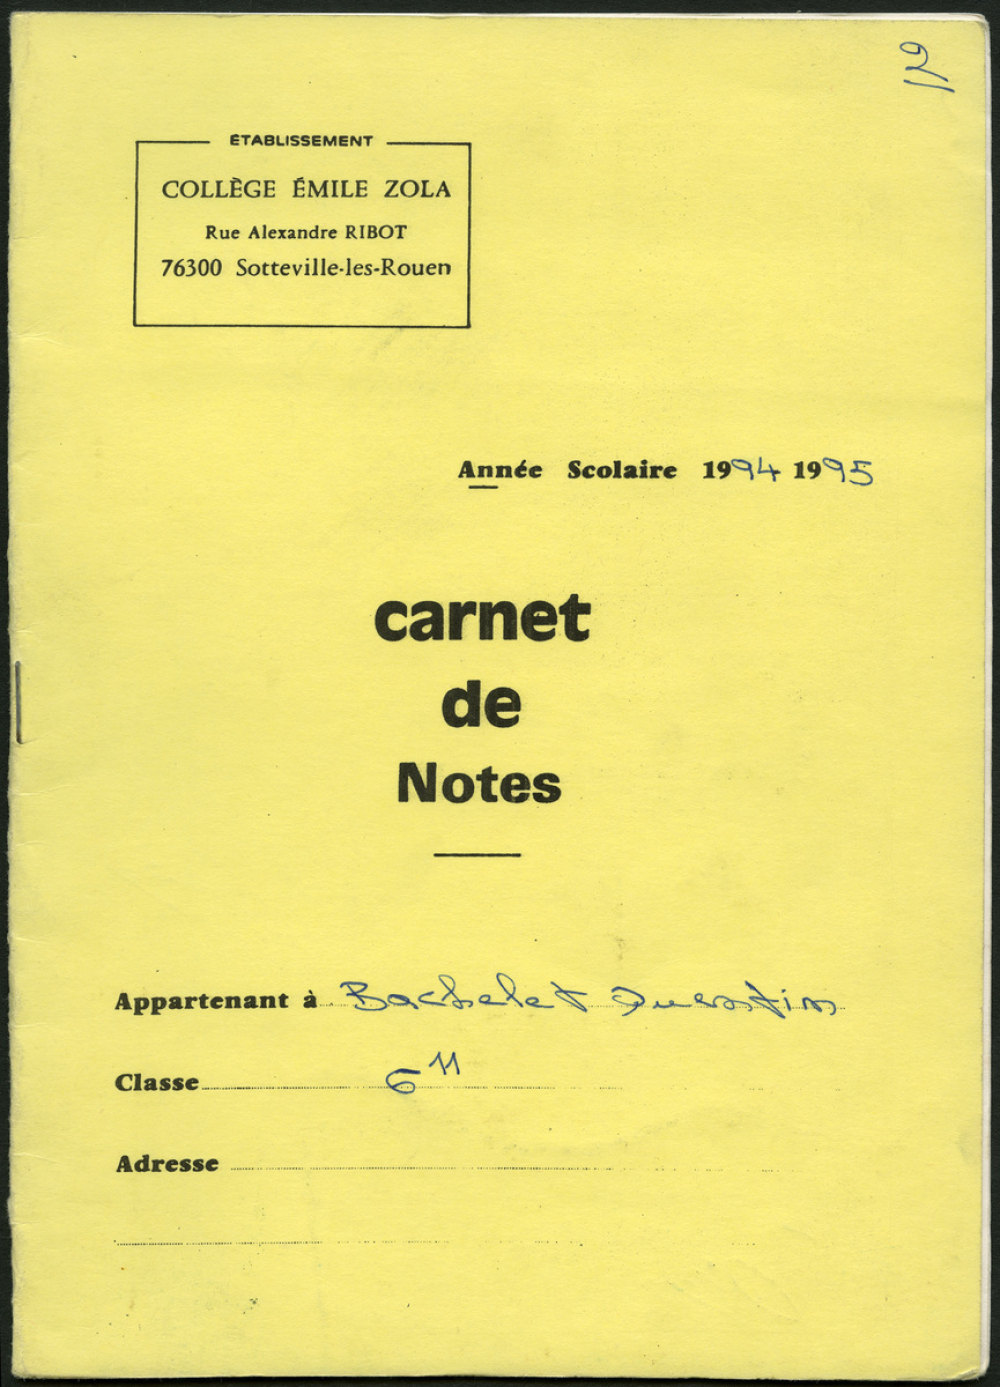 ÉTABLISSEMENT
COLLÈGE ÉMILE ZOLA
Rue Alexandre RIBOT
76300 Sotteville-les-Rouen
Année Scolaire 1994 1995
carnet
de
Notes
Appartenant à Bachelet Quentin
Classe 6 11
Adresse